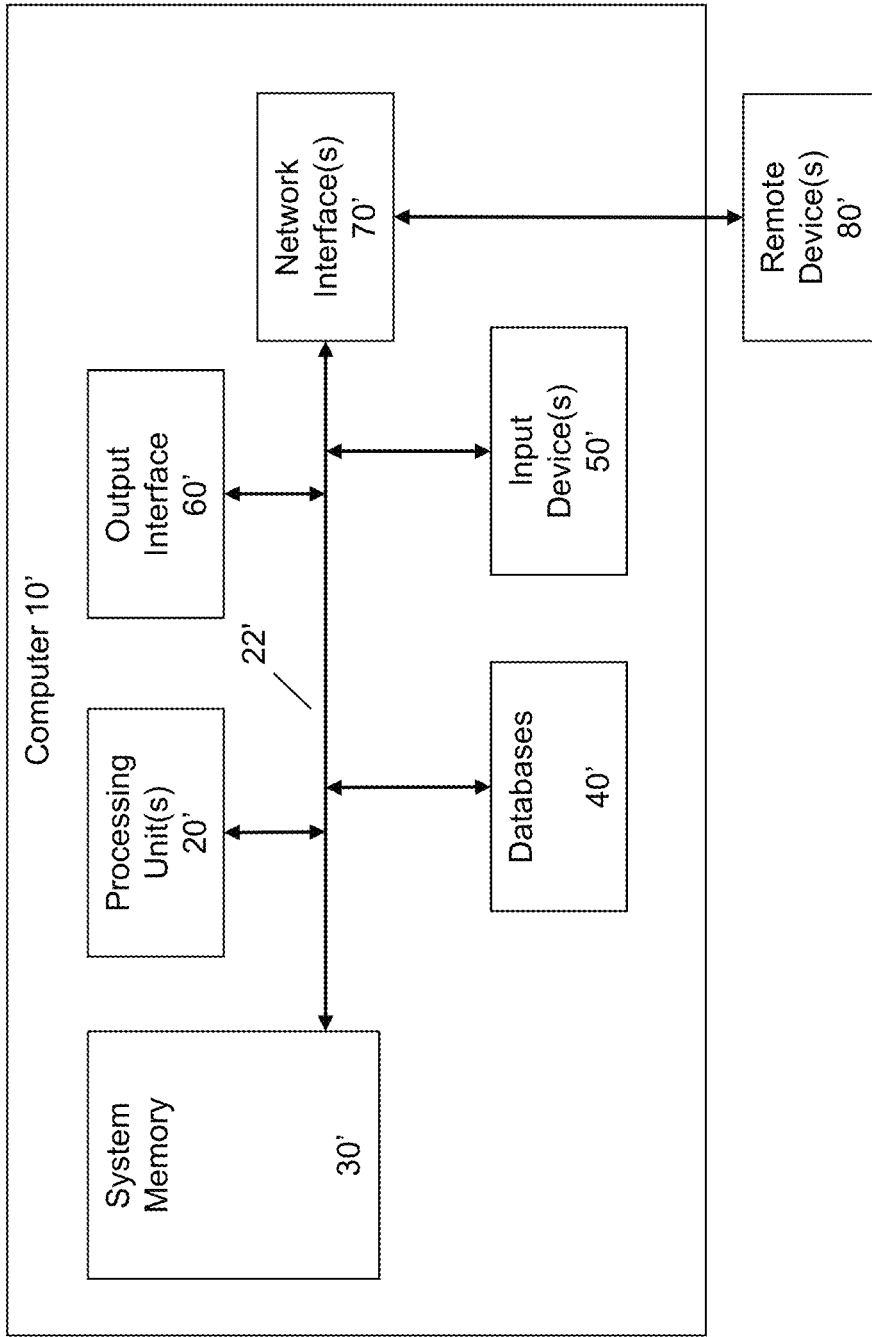 Computer 10'
System
Memory
30'
Processing
Unit(s)
20'
Output
Interface
60'
22'
Network
Interface(s)
70'
Databases
40'
Input
Device(s)
50'
Remote
Device(s)
80'